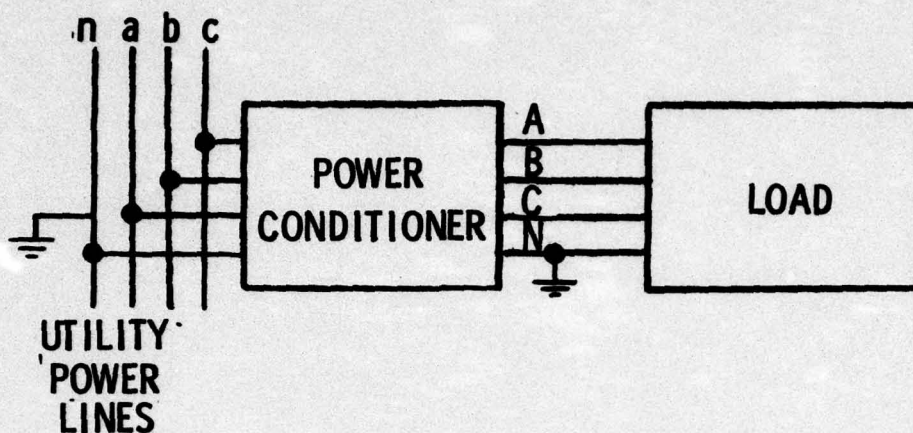 n a b c
A
B
C
N
POWER
CONDITIONER
LOAD
UTILITY
POWER
LINES